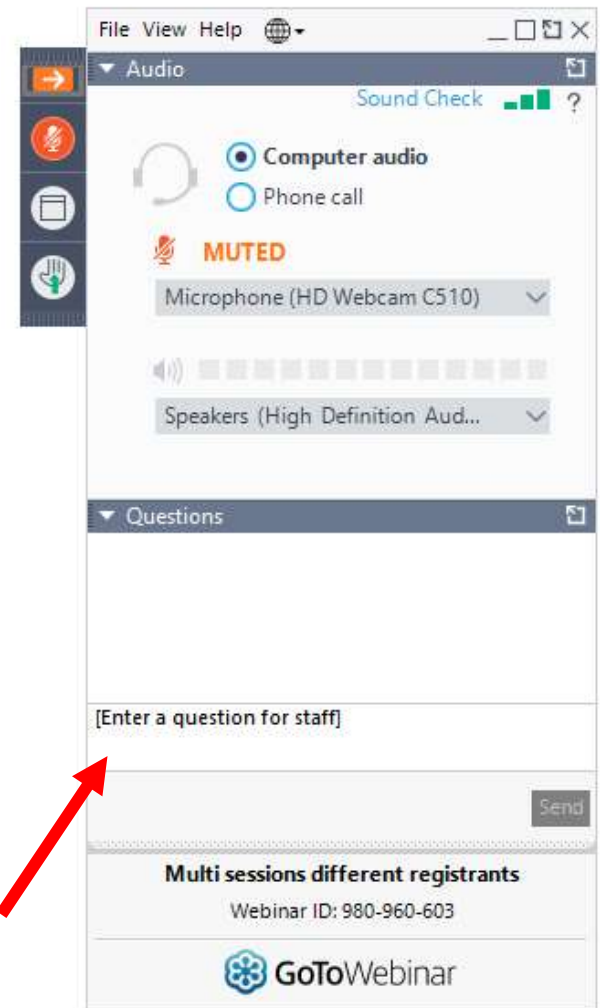 File View Help
Audio
Sound Check ?
Computer audio
Phone call
MUTED
Microphone (HD Webcam C510)
Speakers (High Definition Aud...
Questions
[Enter a question for staff]
Send
Multi sessions different registrants
Webinar ID: 980-960-603
GoToWebinar